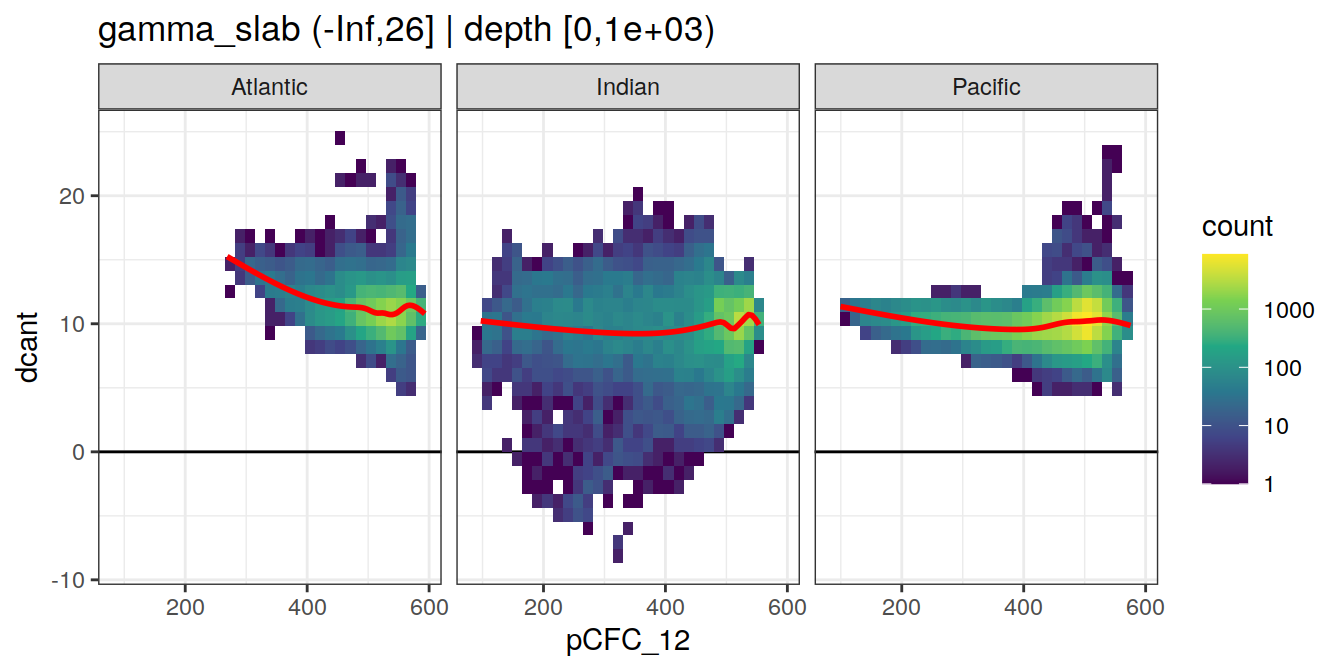 gamma_slab (-Inf,26] | depth [0,1e+03)
Atlantic Indian Pacific
count
1000
100
10
1
dcant
20
10
0
-10
200 400 600 200 400 600 200 400 600
pCFC_12